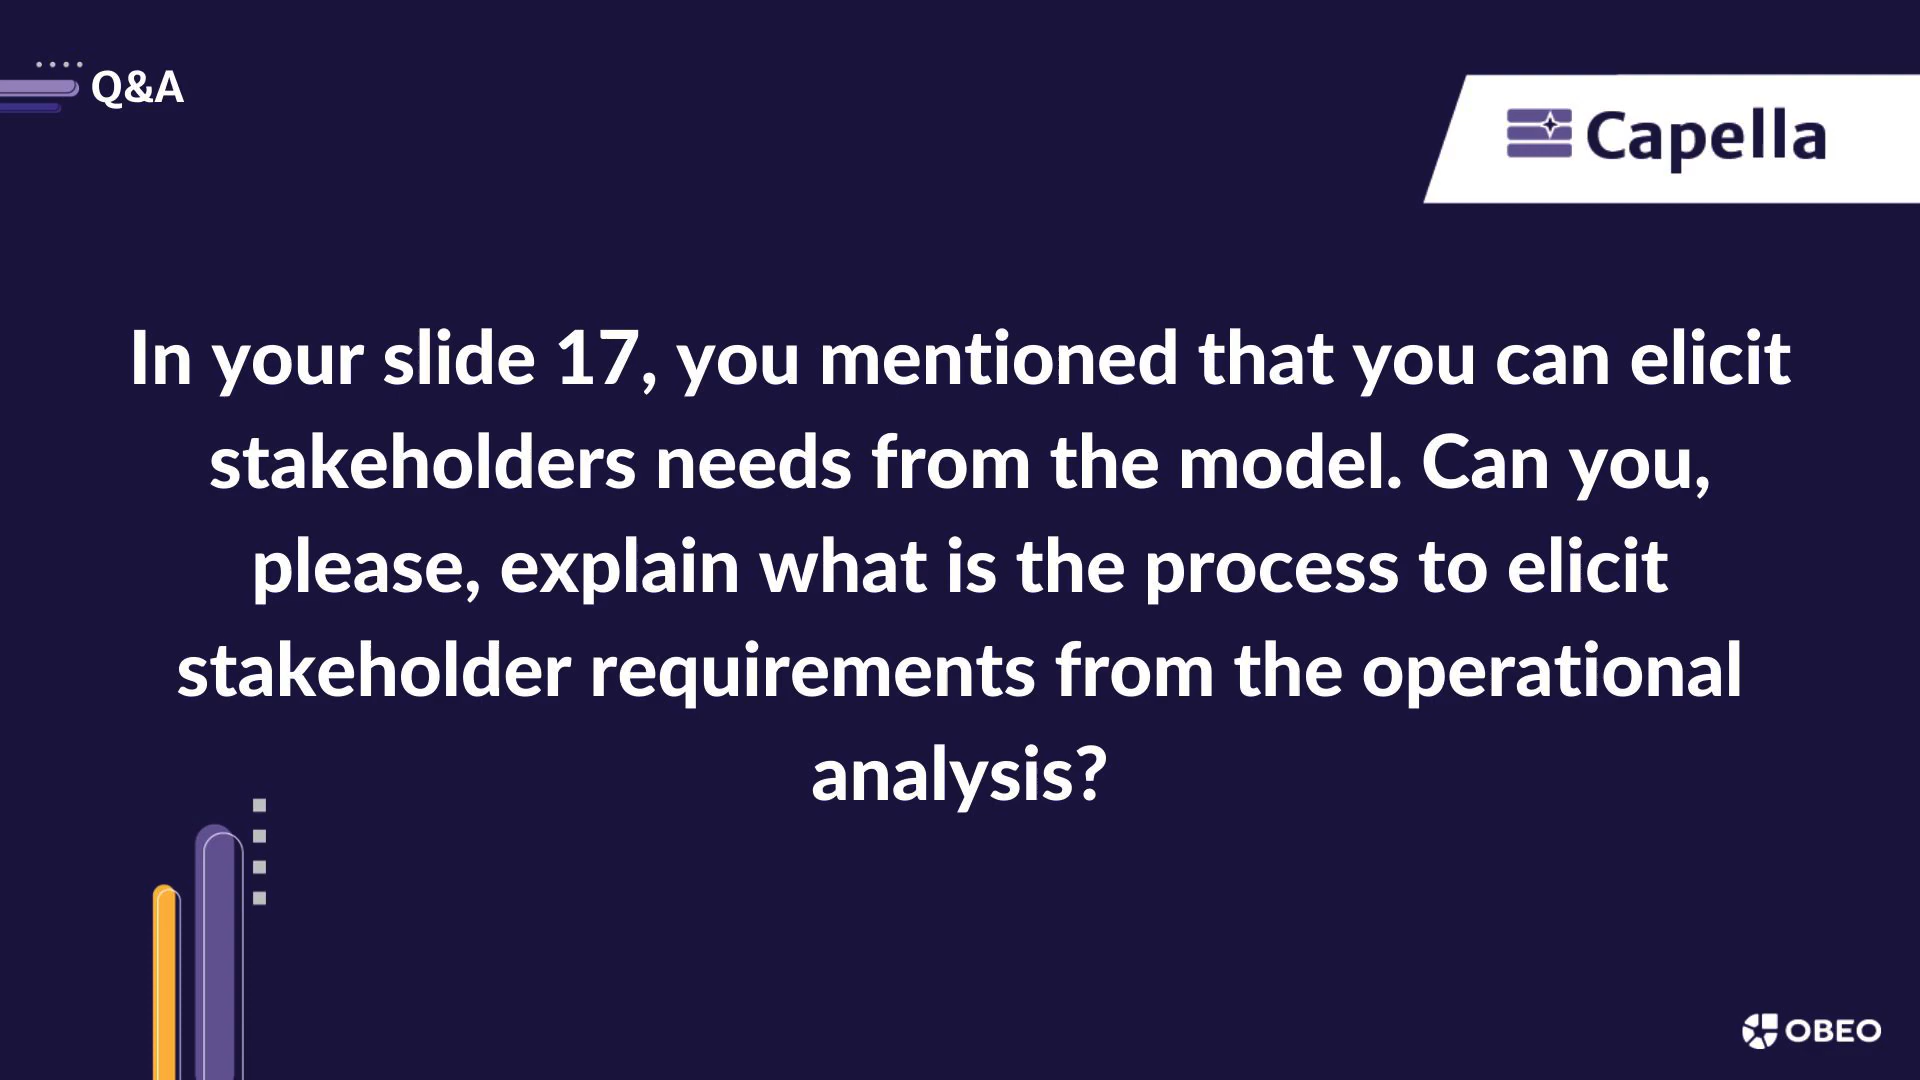 Q&A
Capella
In your slide 17, you mentioned that you can elicit
stakeholders needs from the model. Can you,
please, explain what is the process to elicit
stakeholder requirements from the operational
analysis?
OBEO